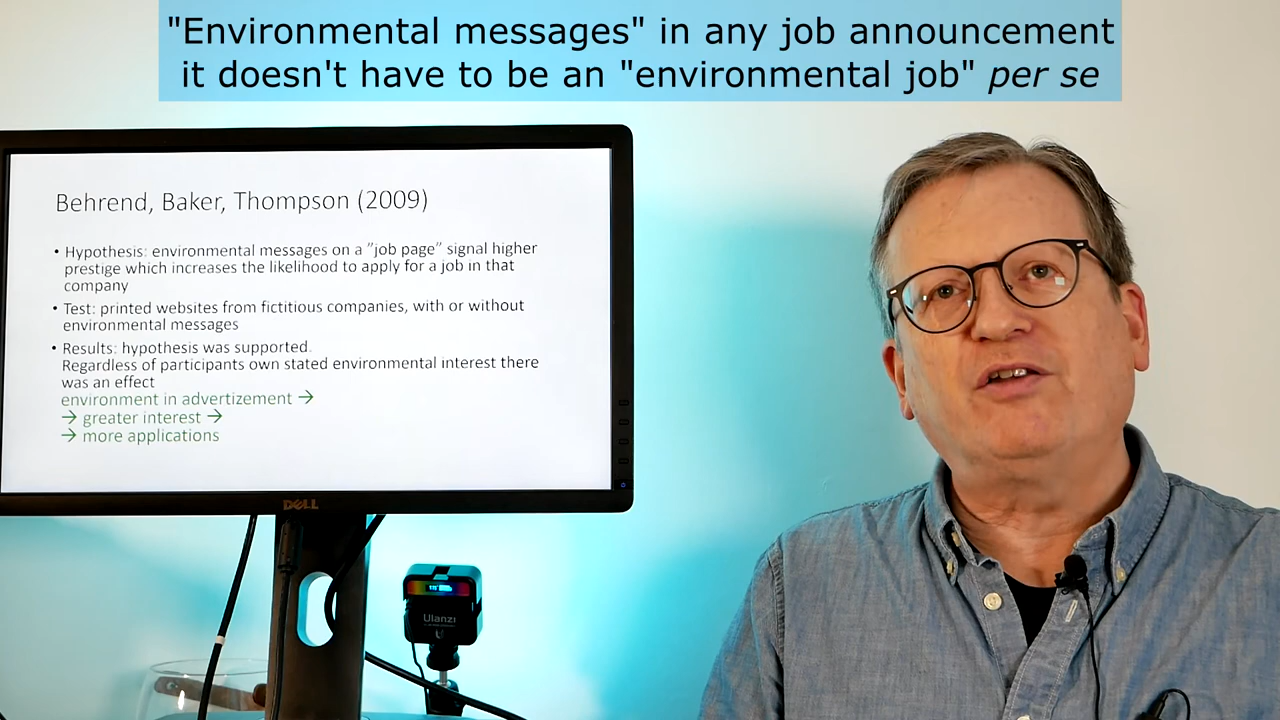 "Environmental messages" in any job announcement
it doesn't have to be an "environmental job" per se
Behrend, Baker, Thompson (2009)
• Hypothesis: environmental messages on a "job page" signal higher
prestige which increases the likelihood to apply for a job in that
company
• Test: printed websites from fictitious companies, with or without
environmental messages
• Results: hypothesis was supported.
Regardless of participants own stated environmental interest there
was an effect
environment in advertizement →
→ greater interest →
→ more applications
DELL
Ulanzi